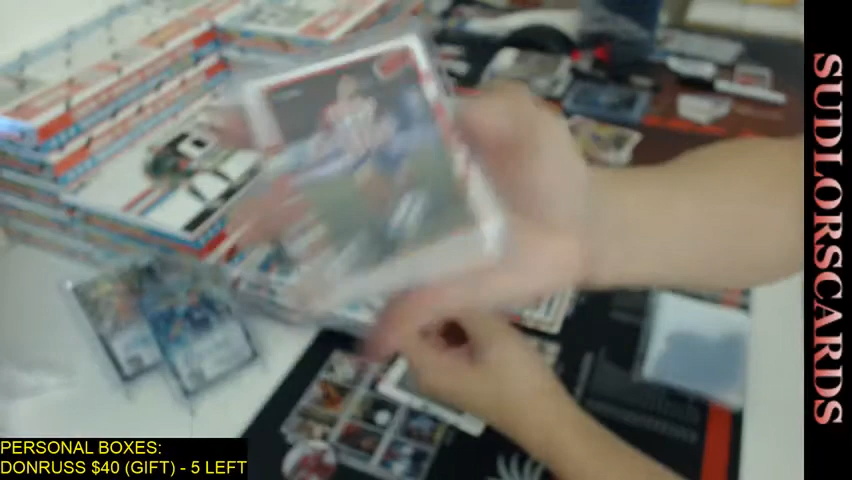 SUDLORSCARDS
PERSONAL BOXES:
DONRUSS $40 (GIFT) - 5 LEFT